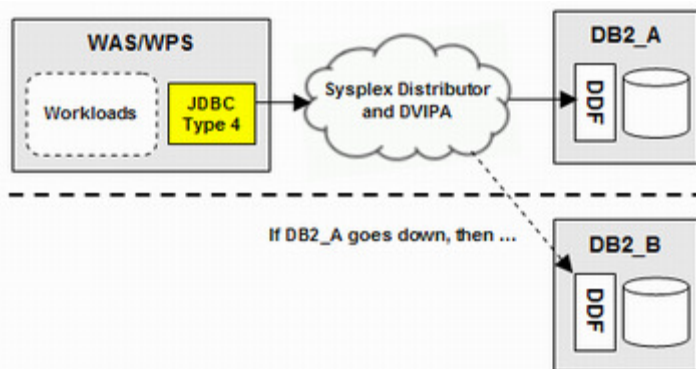 WAS/WPS
Workloads
JDBC
Type 4
Sysplex Distributor
and DVIPA
DB2_A
DDF
If DB2_A goes down, then ...
DB2_B
DDF